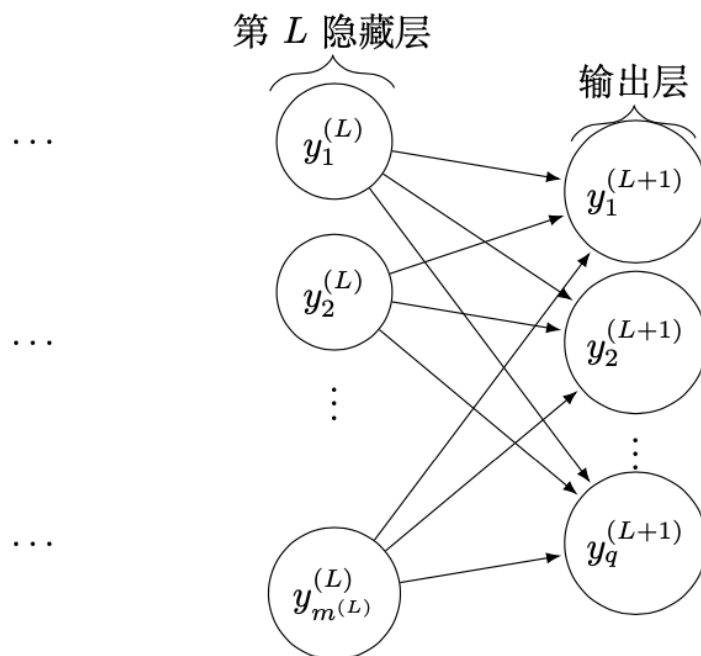 第 L 隐藏层
输出层
...
y_1^{(L)}
y_1^{(L+1)}
y_2^{(L)}
...
y_2^{(L+1)}
⋮
⋮
...
y_q^{(L+1)}
y_{m^{(L)}}^{(L)}